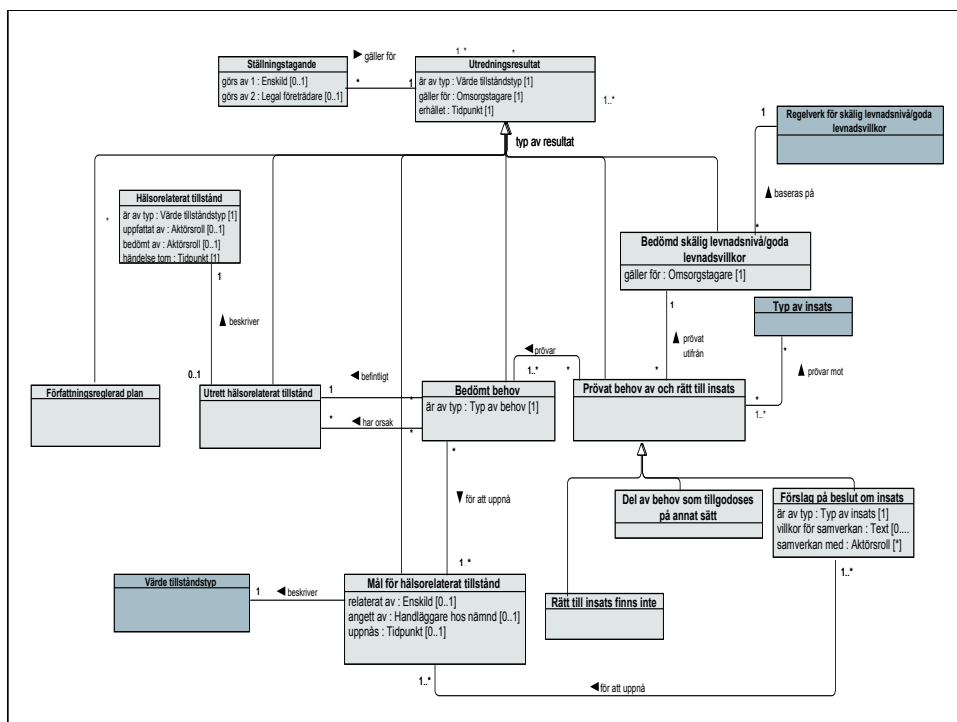 Ställningstagande
görs av 1 : Enskild [0..1]
görs av 2 : Legal företrädare [0..1]
gäller för
*
1
1 *
*
Utredningsresultat
är av typ : Värde tillståndstyp [1]
gäller för : Omsorgstagare [1]
erhållet : Tidpunkt [1]
1..*
typ av resultat
1
Regelverk för skälig levnadsnivå/goda
levnadsvillkor
baseras på
*
*
Hälsorelaterat tillstånd
är av typ : Värde tillståndstyp [1]
uppfattat av : Aktörsroll [0..1]
bedömt av : Aktörsroll [0..1]
händelse tom : Tidpunkt [1]
1
beskriver
0..1
Bedömd skälig levnadsnivå/goda
levnadsvillkor
gäller för : Omsorgstagare [1]
1
prövat
utifrån
*
Typ av insats
*
prövar mot
*
1..*
prövar
1..*
*
Författningsreglerad plan
Utrett hälsorelaterat tillstånd
1
befintligt
*
*
har orsak
*
Bedömt behov
är av typ : Typ av behov [1]
Prövat behov av och rätt till insats
*
för att uppnå
1..*
Del av behov som tillgodoses
på annat sätt
Förslag på beslut om insats
är av typ : Typ av insats [1]
villkor för samverkan : Text [0....
samverkan med : Aktörsroll [*]
1..*
Värde tillståndstyp
1
beskriver
Mål för hälsorelaterat tillstånd
relaterat av : Enskild [0..1]
angett av : Handläggare hos nämnd [0..1]
uppnås : Tidpunkt [0..1]
Rätt till insats finns inte
1..*
för att uppnå